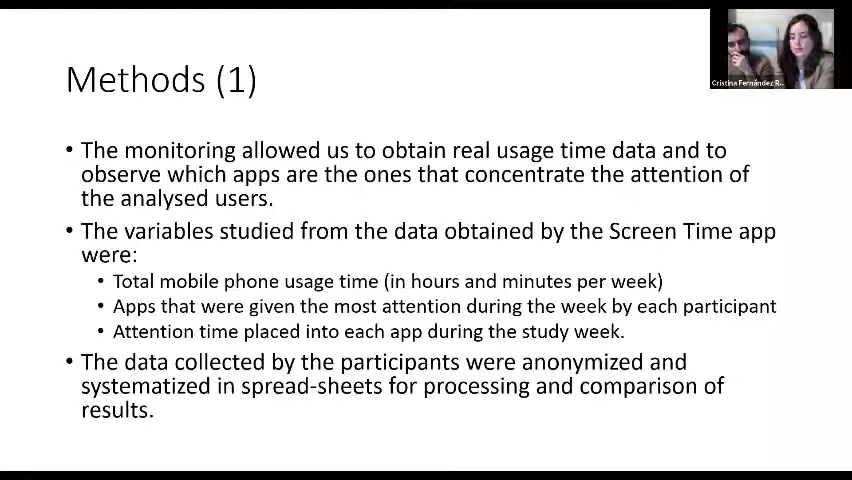 Methods (1)
Cristina Fernández R...
• The monitoring allowed us to obtain real usage time data and to
observe which apps are the ones that concentrate the attention of
the analysed users.
• The variables studied from the data obtained by the Screen Time app
were:
• Total mobile phone usage time (in hours and minutes per week)
• Apps that were given the most attention during the week by each participant
• Attention time placed into each app during the study week.
• The data collected by the participants were anonymized and
systematized in spread-sheets for processing and comparison of
results.